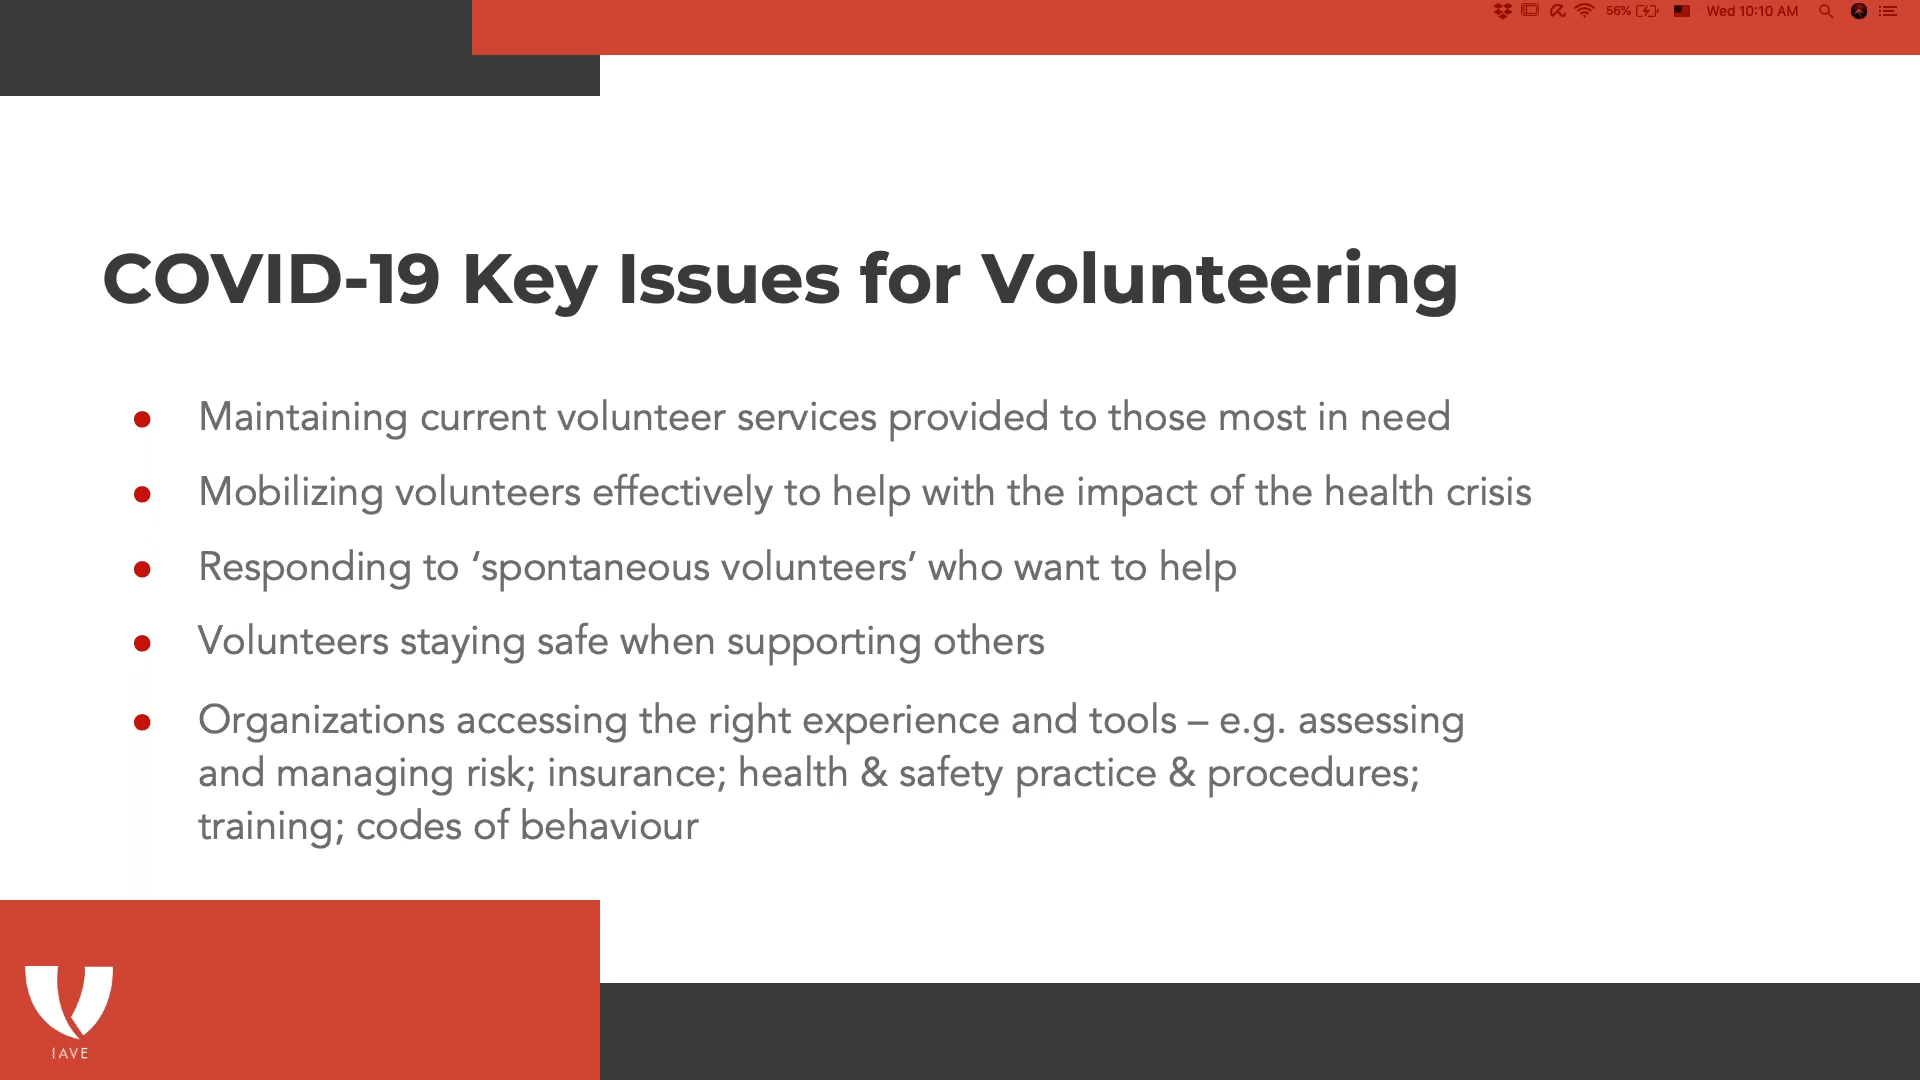 56% Wed 10:10 AM
COVID-19 Key Issues for Volunteering
Maintaining current volunteer services provided to those most in need
Mobilizing volunteers effectively to help with the impact of the health crisis
Responding to ‘spontaneous volunteers’ who want to help
Volunteers staying safe when supporting others
Organizations accessing the right experience and tools – e.g. assessing
and managing risk; insurance; health & safety practice & procedures;
training; codes of behaviour
IAVE